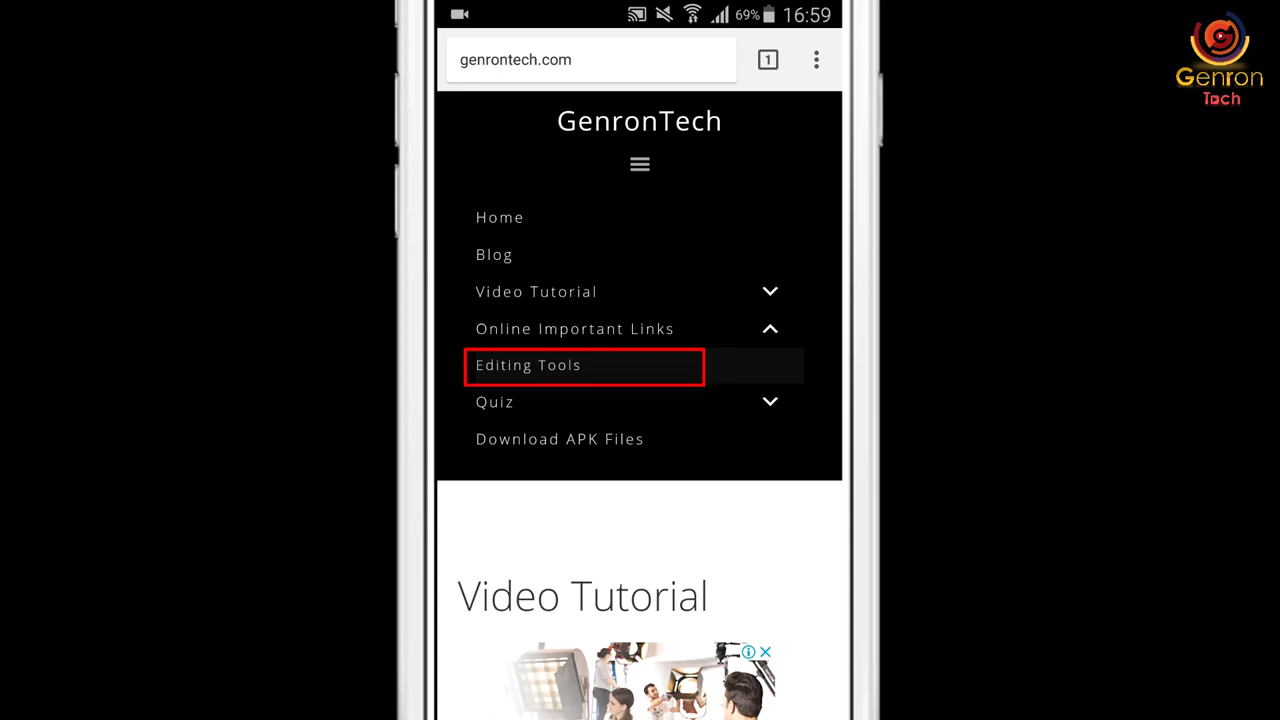 69% 16:59
genrontech.com 1
Genron
Tech
GenronTech
Home
Blog
Video Tutorial
Online Important Links
Editing Tools
Quiz
Download APK Files
Video Tutorial